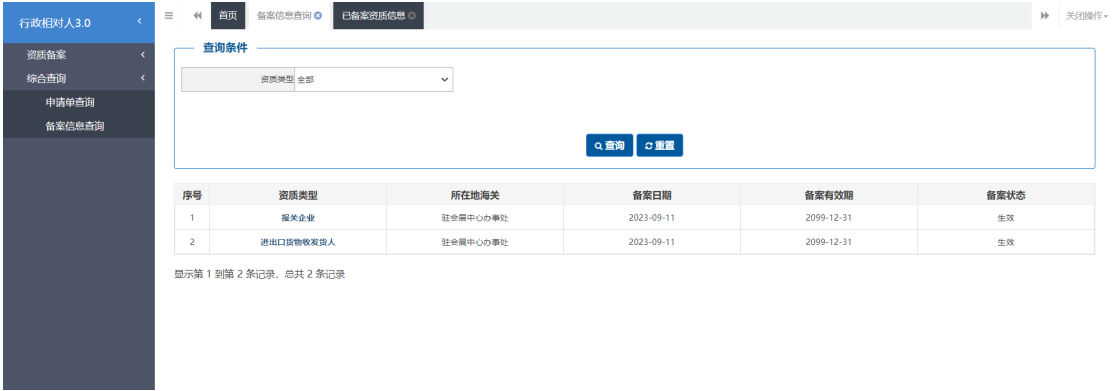 行政相对人3.0
首页 备案信息查询 已备案资质信息 关闭操作
资质备案
综合查询
申请单查询
备案信息查询
查询条件
资质类型 全部
查询 重置
序号 资质类型 所在地海关 备案日期 备案有效期 备案状态
1 报关企业 驻会展中心办事处 2023-09-11 2099-12-31 生效
2 进出口货物收发货人 驻会展中心办事处 2023-09-11 2099-12-31 生效
显示第 1 到第 2 条记录，总共 2 条记录